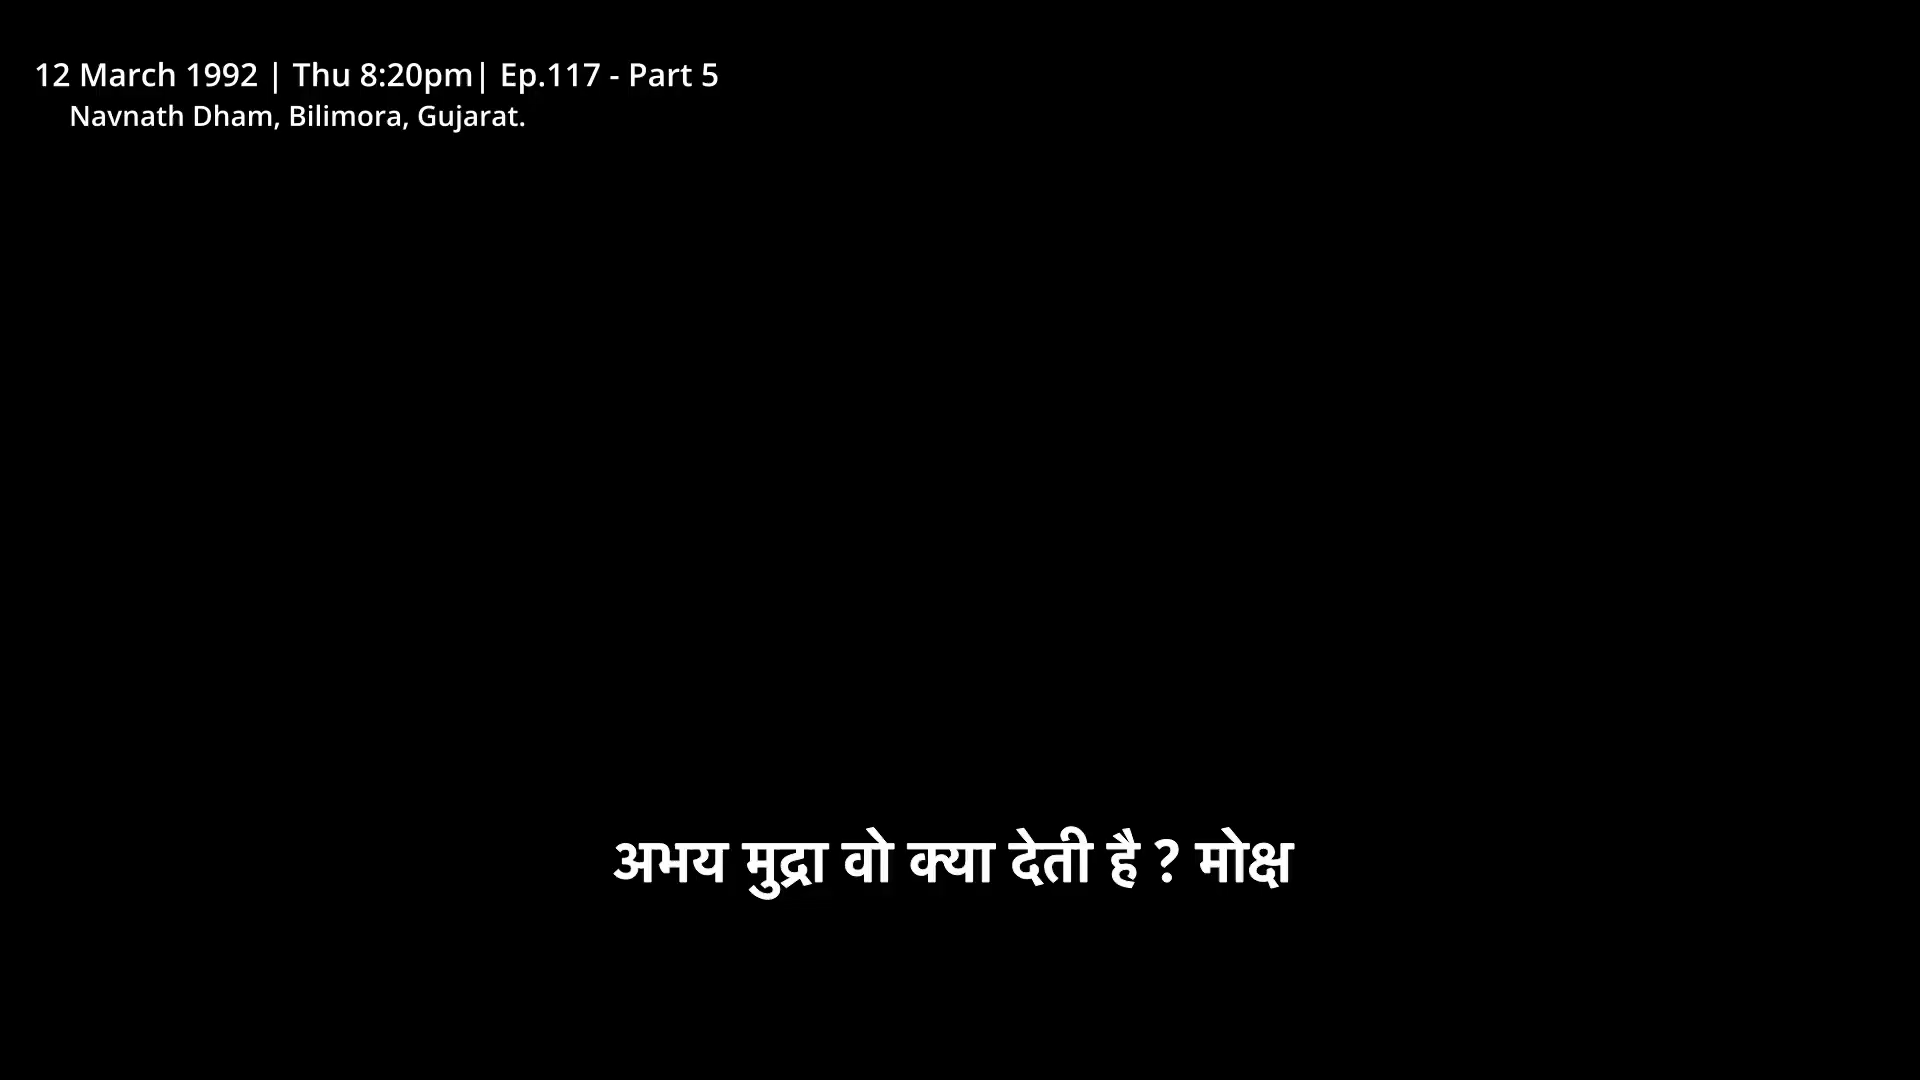 12 March 1992 | Thu 8:20pm| Ep.117 - Part 5
Navnath Dham, Bilimora, Gujarat.
अभय मुद्रा वो क्या देती है ? मोक्ष